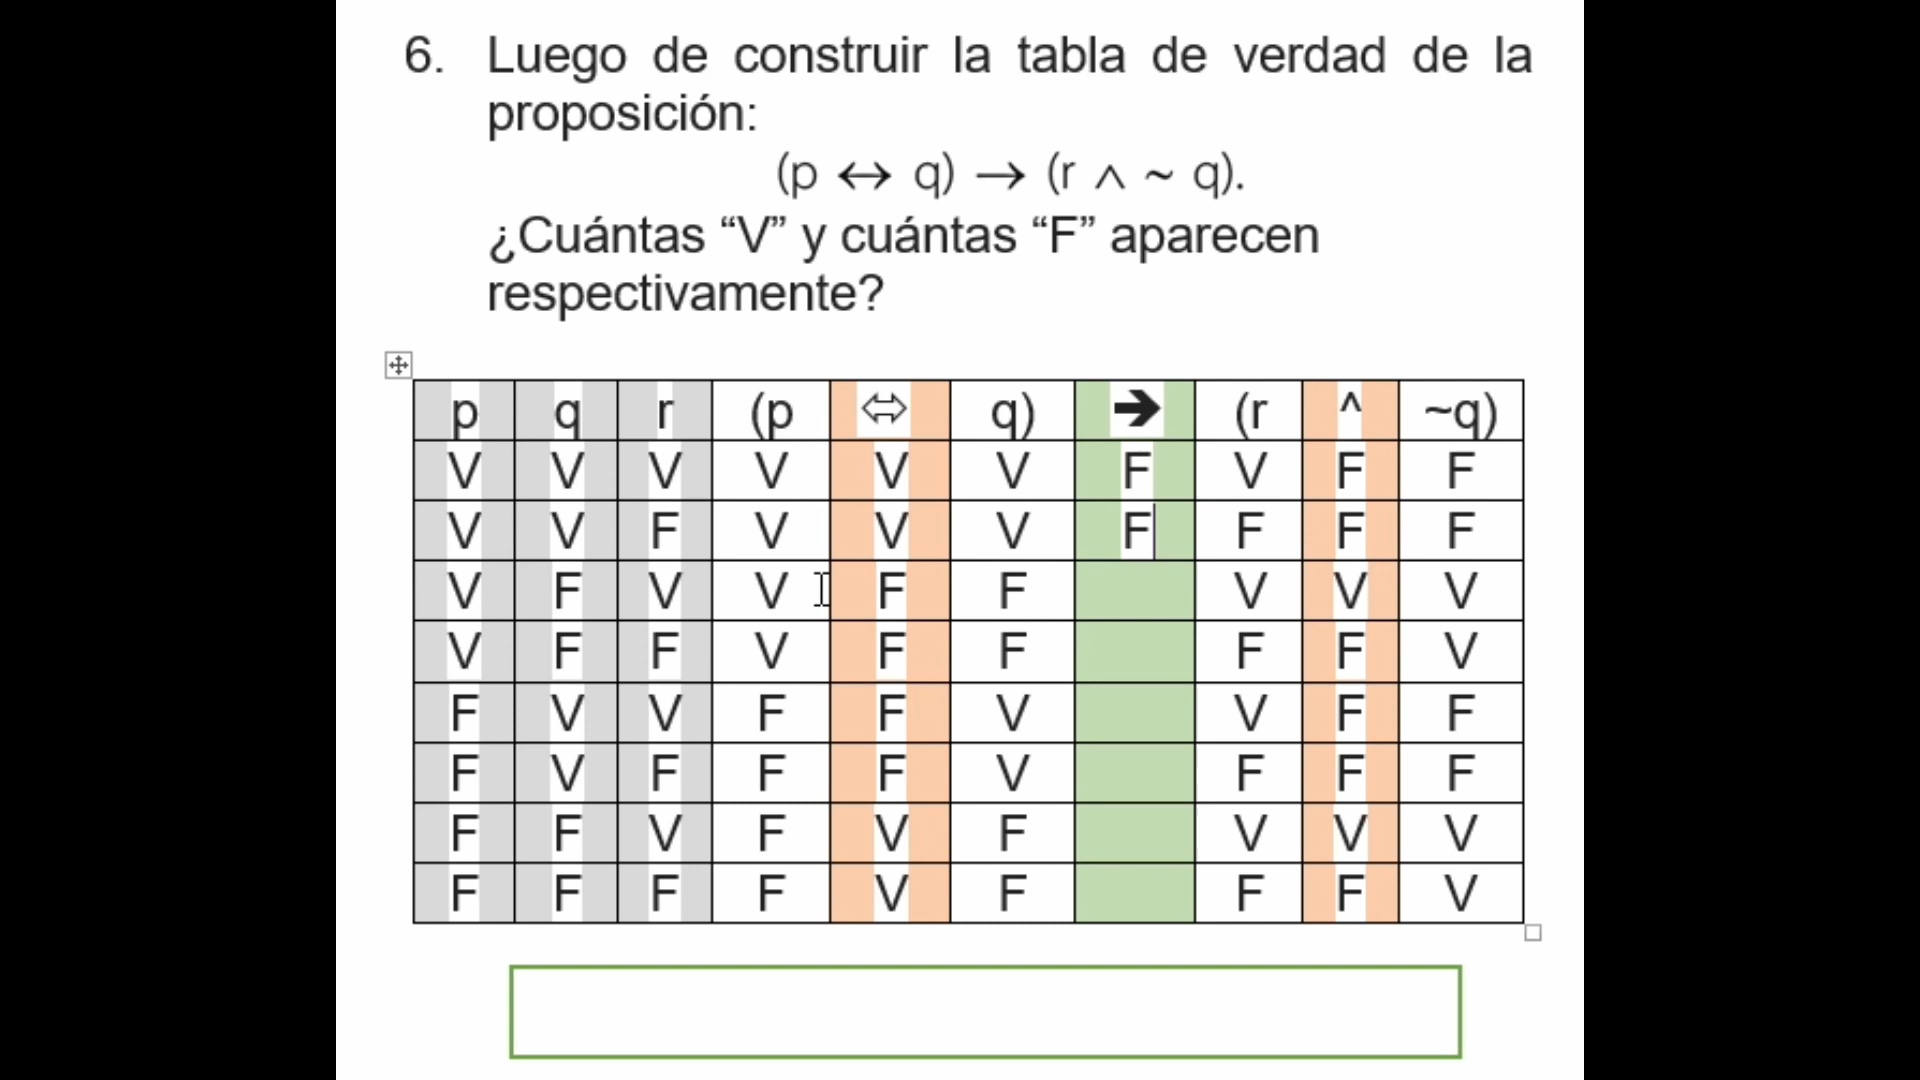 6. Luego de construir la tabla de verdad de la
proposición:
(p ↔ q) → (r ∧ ~ q).
¿Cuántas “V” y cuántas “F” aparecen
respectivamente?
p q r (p ⇔ q) ➔ (r ^ ~q)
V V V V V V F V F F
V V F V V V F F F F
V F V V F F V V V
V F F V F F F F V
F V V F F V V F F
F V F F F V F F F
F F V F V F V V V
F F F F V F F F V